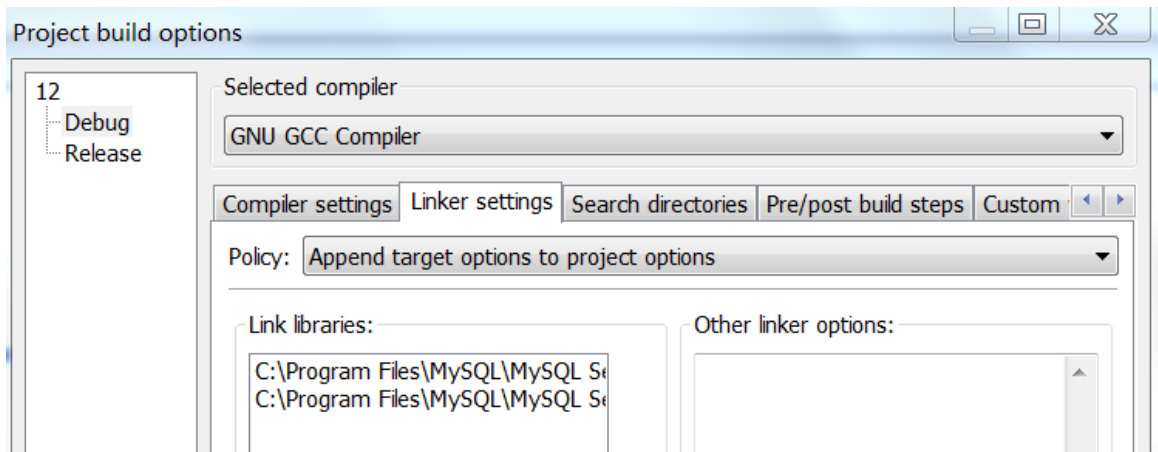 Project build options
12
Debug
Release
Selected compiler
GNU GCC Compiler
Compiler settings Linker settings Search directories Pre/post build steps Custom
Policy: Append target options to project options
Link libraries:
Other linker options:
C:\Program Files\MySQL\MySQL Se
C:\Program Files\MySQL\MySQL Se